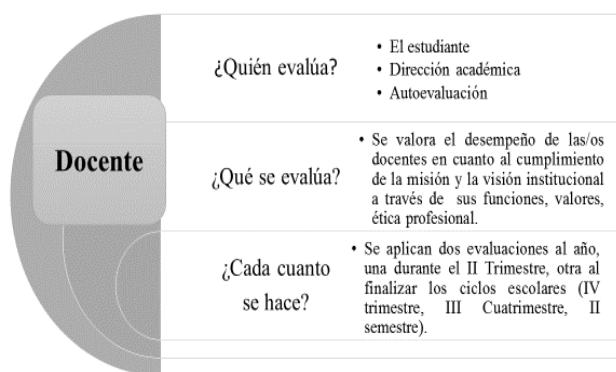 Docente
¿Quién evalúa?
• El estudiante
• Dirección académica
• Autoevaluación
¿Qué se evalúa?
• Se valora el desempeño de las/os
docentes en cuanto al cumplimiento
de la misión y la visión institucional
a través de sus funciones, valores,
ética profesional.
¿Cada cuanto
se hace?
• Se aplican dos evaluaciones al año,
una durante el II Trimestre, otra al
finalizar los ciclos escolares (IV
trimestre, III Cuatrimestre, II
semestre).